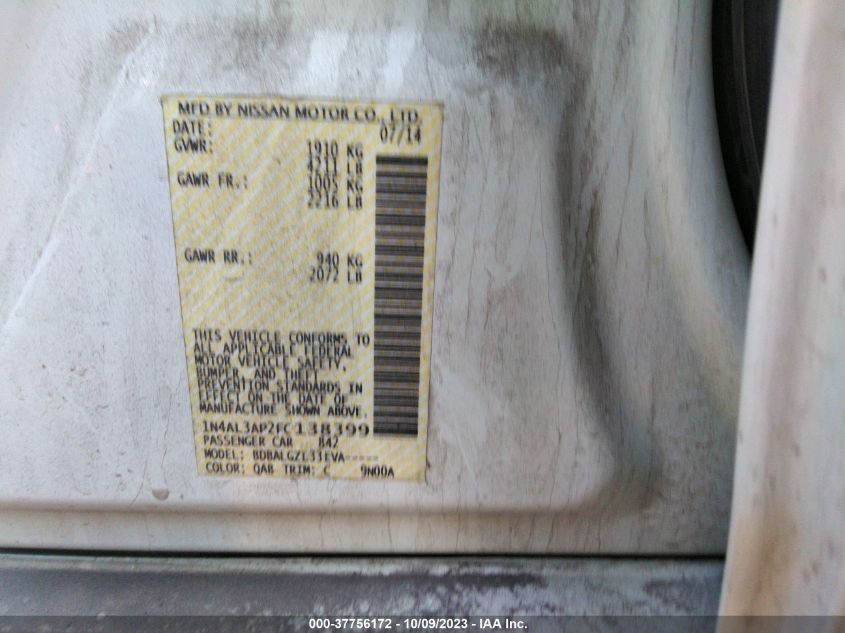 MFD BY NISSAN MOTOR CO., LTD.
DATE: 07/14
GVWR: 1910 KG
4211 LB
GAWR FR.: 1005 KG
2216 LB
GAWR RR.: 940 KG
2072 LB
THIS VEHICLE CONFORMS TO
ALL APPLICABLE FEDERAL
MOTOR VEHICLE SAFETY,
BUMPER, AND THEFT
PREVENTION STANDARDS IN
EFFECT ON THE DATE OF
MANUFACTURE SHOWN ABOVE.
1N4AL3AP2FC138399
PASSENGER CAR 842
MODEL: BDBALGZL33EVA-----
COLOR: QAB TRIM: C 9N00A
000-37756172 - 10/09/2023 - IAA Inc.